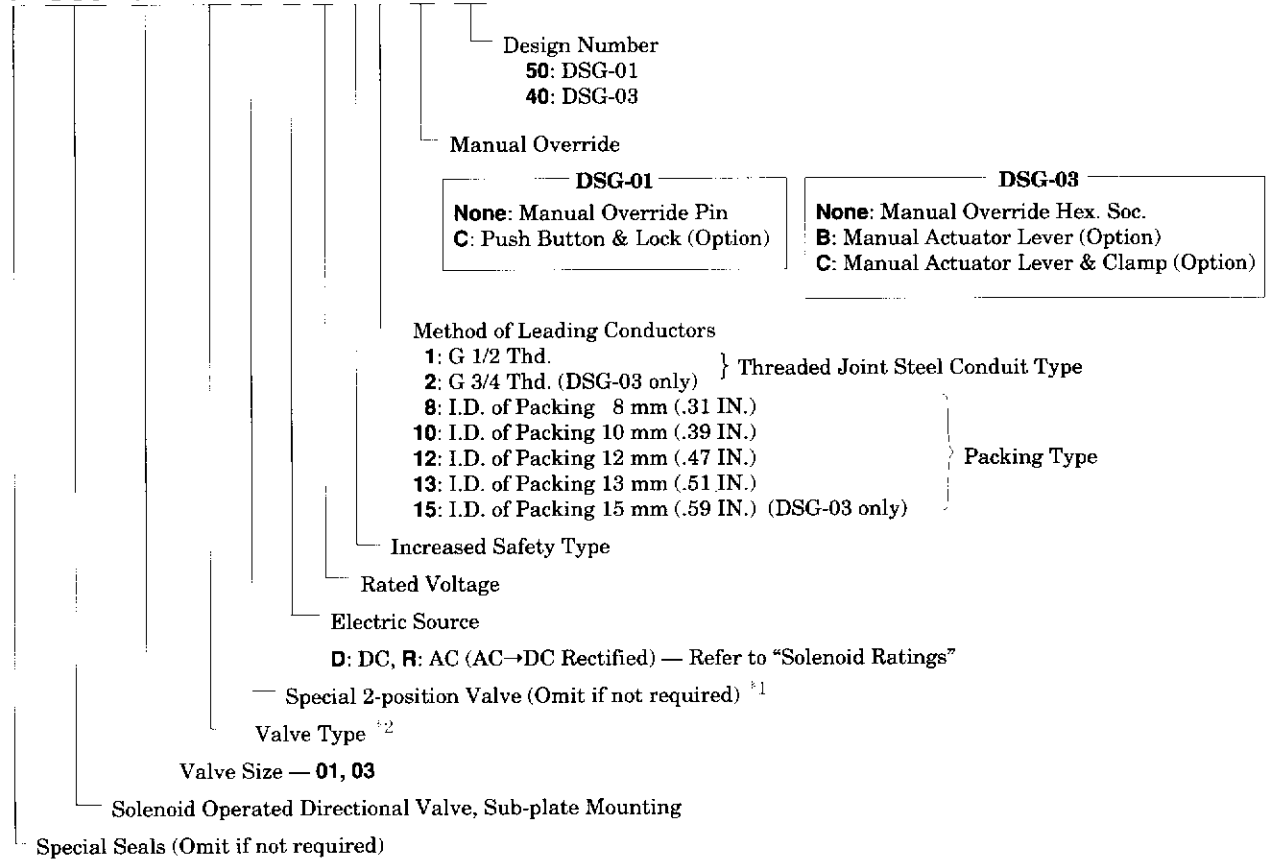 Design Number
50: DSG-01
40: DSG-03
Manual Override
DSG-01
None: Manual Override Pin
C: Push Button & Lock (Option)
DSG-03
None: Manual Override Hex. Soc.
B: Manual Actuator Lever (Option)
C: Manual Actuator Lever & Clamp (Option)
Method of Leading Conductors
1: G 1/2 Thd.
2: G 3/4 Thd. (DSG-03 only)
} Threaded Joint Steel Conduit Type
8: I.D. of Packing 8 mm (.31 IN.)
10: I.D. of Packing 10 mm (.39 IN.)
12: I.D. of Packing 12 mm (.47 IN.)
13: I.D. of Packing 13 mm (.51 IN.)
15: I.D. of Packing 15 mm (.59 IN.) (DSG-03 only)
} Packing Type
Increased Safety Type
Rated Voltage
Electric Source
D: DC, R: AC (AC→DC Rectified) — Refer to “Solenoid Ratings”
Special 2-position Valve (Omit if not required) *1
Valve Type *2
Valve Size — 01, 03
Solenoid Operated Directional Valve, Sub-plate Mounting
Special Seals (Omit if not required)